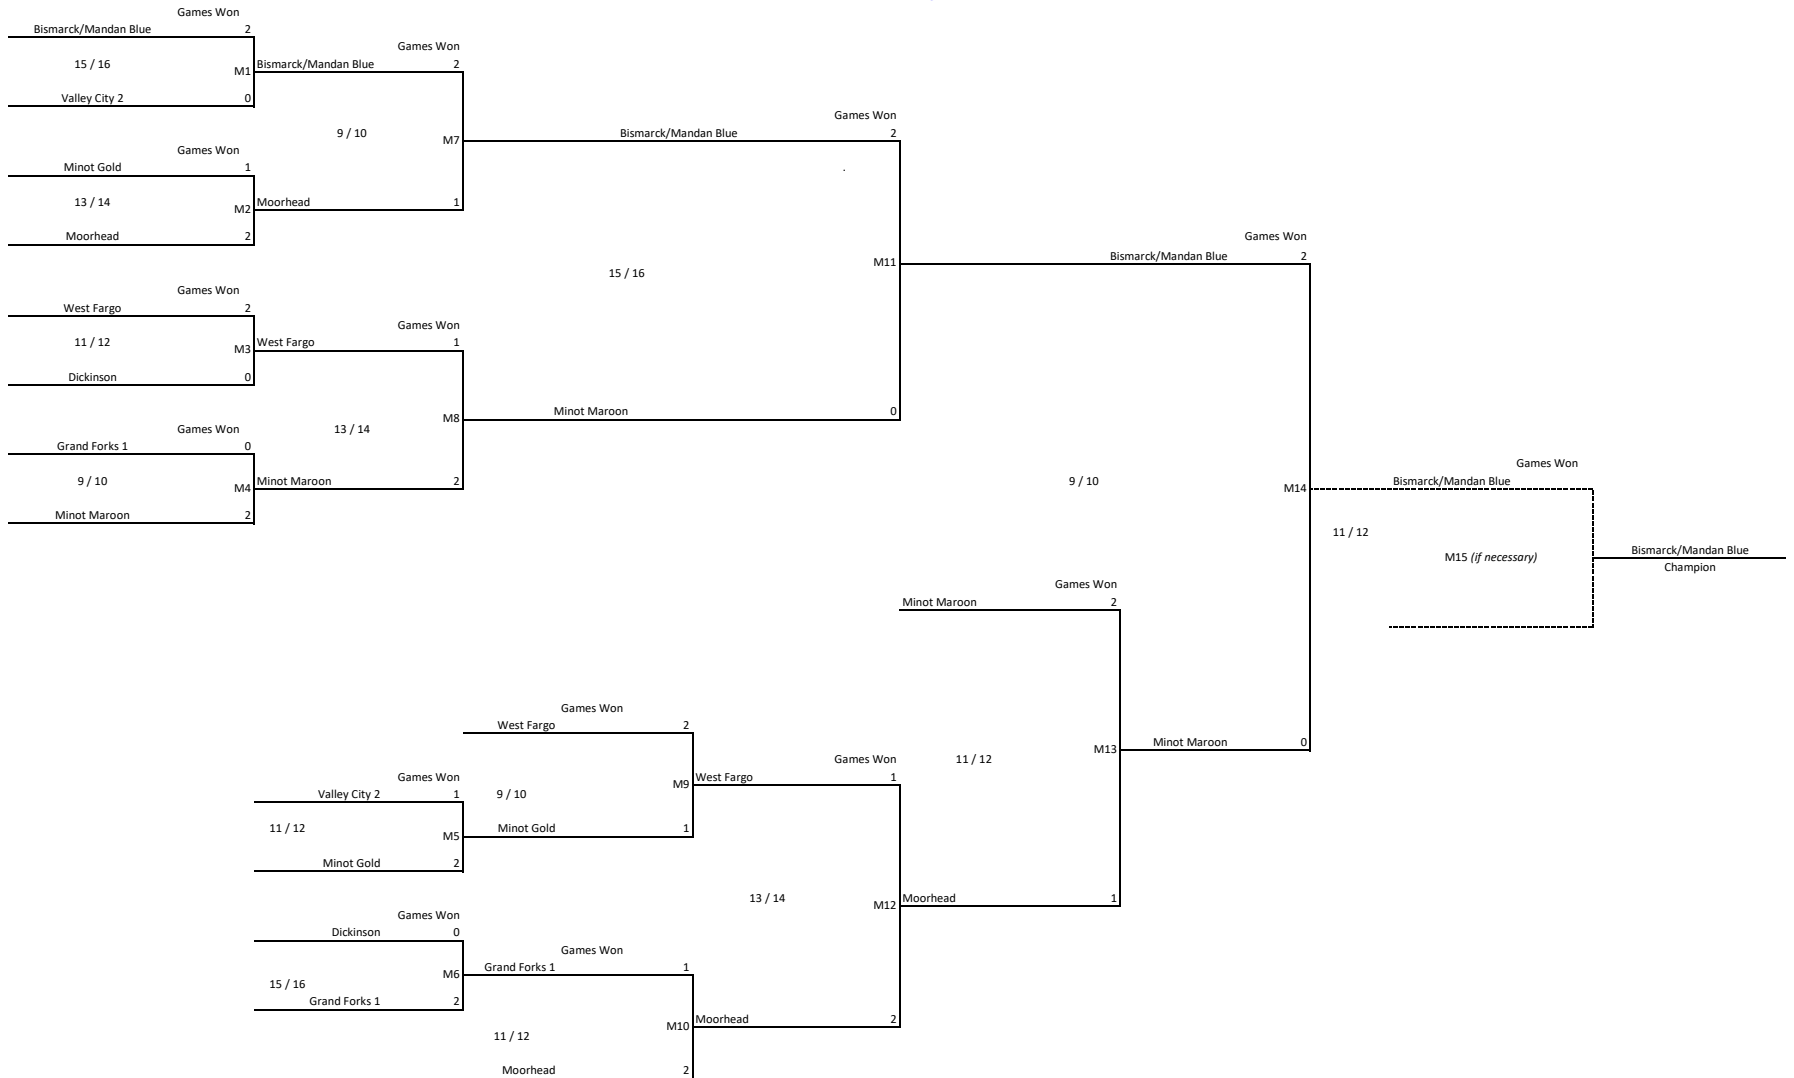 Games Won
Bismarck/Mandan Blue 2
15 / 16
M1
Valley City 2 0
Games Won
Bismarck/Mandan Blue 2
9 / 10
M7
Games Won
Minot Gold 1
13 / 14
M2
Moorhead 1
Moorhead 2
Games Won
Bismarck/Mandan Blue 2
.
15 / 16
M11
Games Won
West Fargo 2
11 / 12
M3
Dickinson 0
Games Won
West Fargo 1
13 / 14
M8
Games Won
Grand Forks 1 0
9 / 10
M4
Minot Maroon 2
Minot Maroon 2
Minot Maroon 0
Games Won
Bismarck/Mandan Blue 2
9 / 10
M14
Games Won
Bismarck/Mandan Blue
11 / 12
M15 (if necessary)
Bismarck/Mandan Blue
Champion
Games Won
Minot Maroon 2
11 / 12
M13
Minot Maroon 0
Games Won
West Fargo 2
9 / 10
M9
Games Won
Valley City 2 1
11 / 12
M5
Minot Gold 1
Minot Gold 2
Games Won
West Fargo 1
13 / 14
M12
Moorhead 1
Games Won
Dickinson 0
15 / 16
M6
Grand Forks 1 2
Games Won
Grand Forks 1 1
11 / 12
M10
Moorhead 2
Moorhead 2